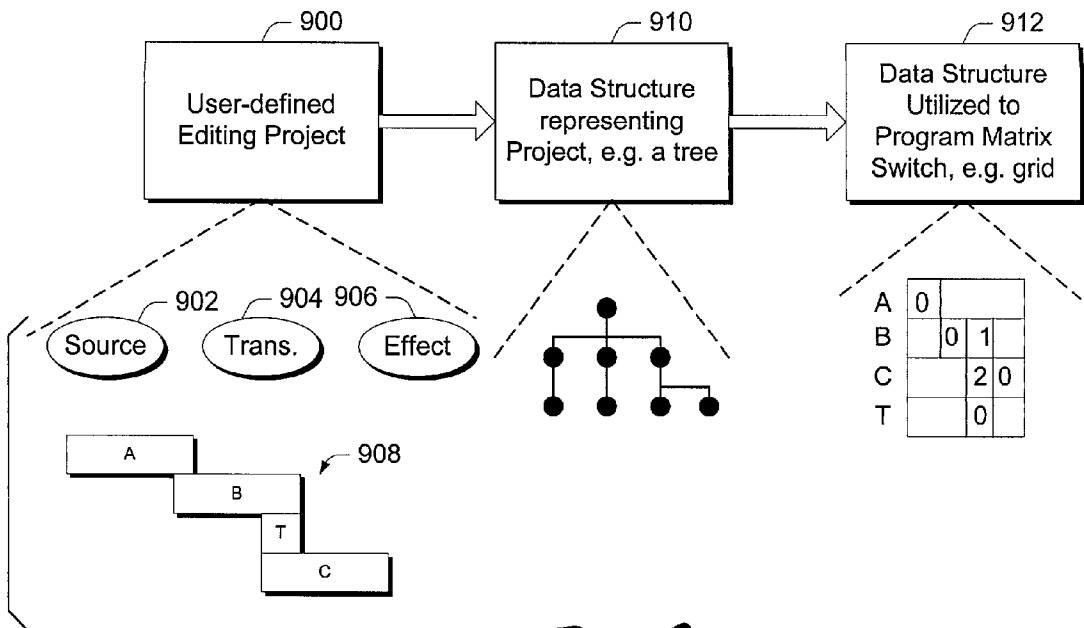 900
910
912
User-defined
Editing Project
Data Structure
representing
Project, e.g. a tree
Data Structure
Utilized to
Program Matrix
Switch, e.g. grid
902
904
906
Source
Trans.
Effect
A
B
T
C
908
A 0
B 0 1
C 2 0
T 0